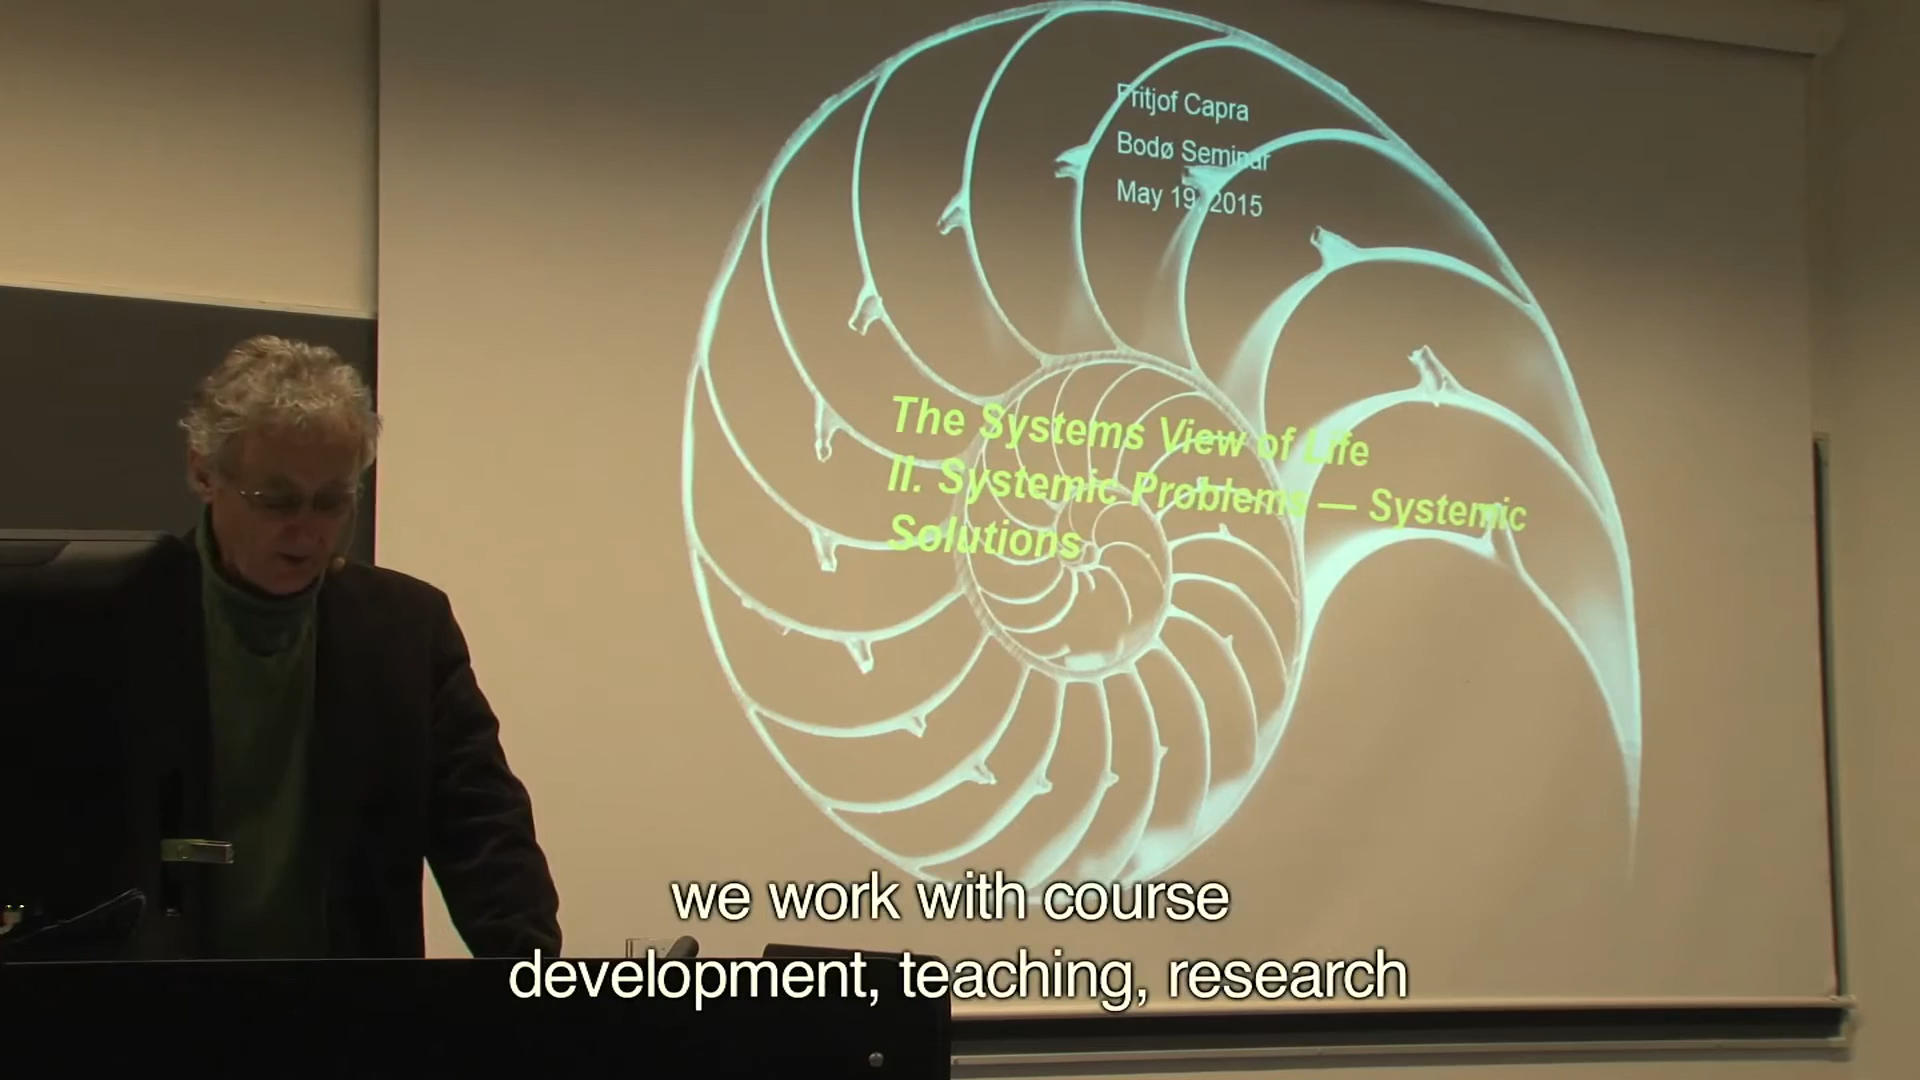 Fritjof Capra
Bodø Seminar
May 19, 2015
The Systems View of Life
II. Systemic Problems — Systemic
Solutions
we work with course
development, teaching, research